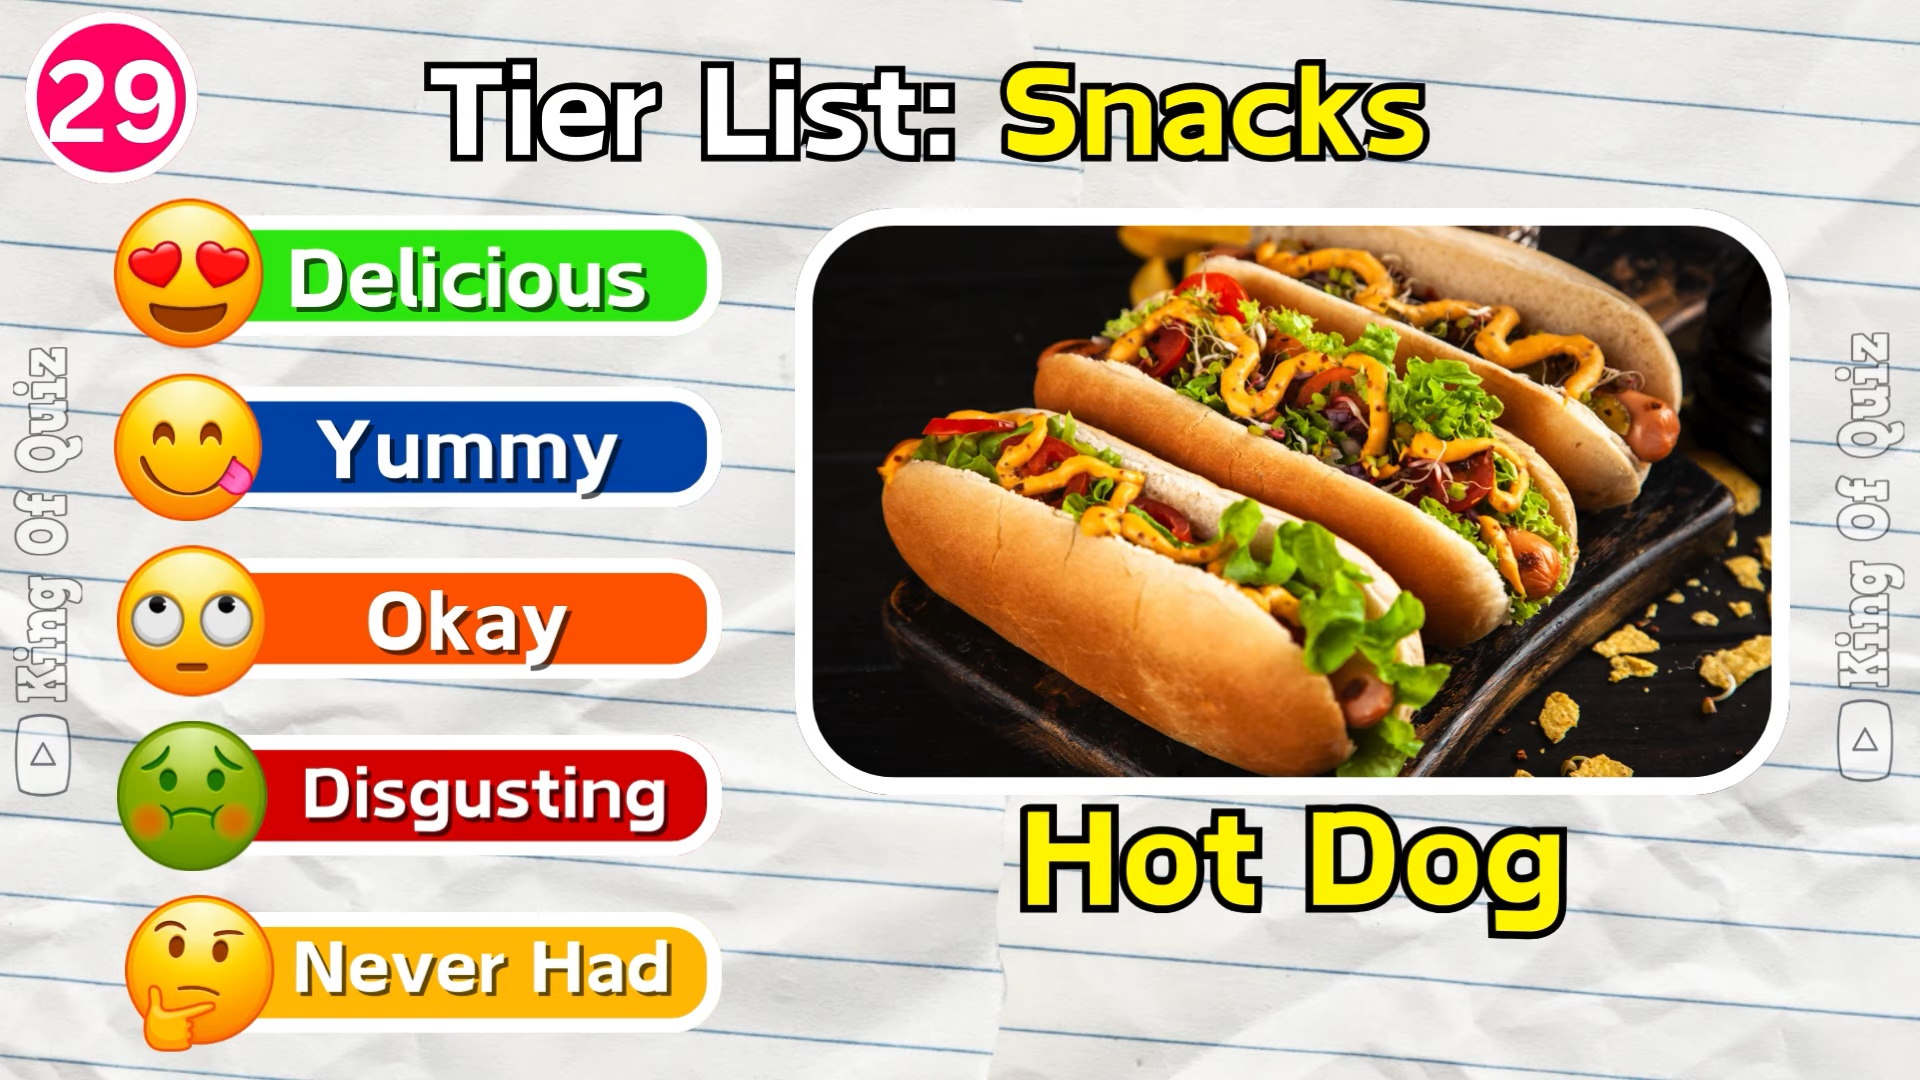 29
Tier List: Snacks
Delicious
Yummy
Okay
Disgusting
Never Had
Hot Dog
King Of Quiz
King Of Quiz